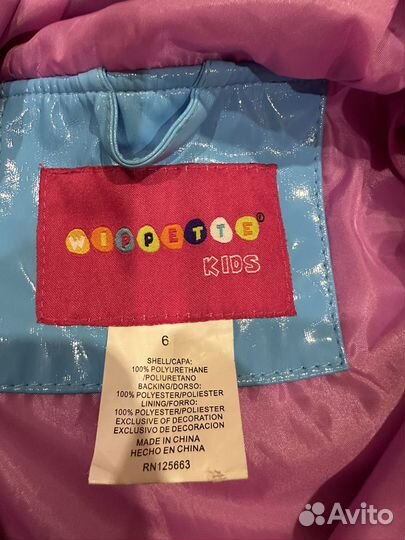 WIPPETTE®
KIDS
6
SHELL/CAPA:
100% POLYURETHANE
/POLIURETANO
BACKING/DORSO:
100% POLYESTER/POLIESTER
LINING/FORRO:
100% POLYESTER/POLIESTER
EXCLUSIVE OF DECORATION
EXCLUSIVO DE DECORACION
MADE IN CHINA
HECHO EN CHINA
RN125663
Avito